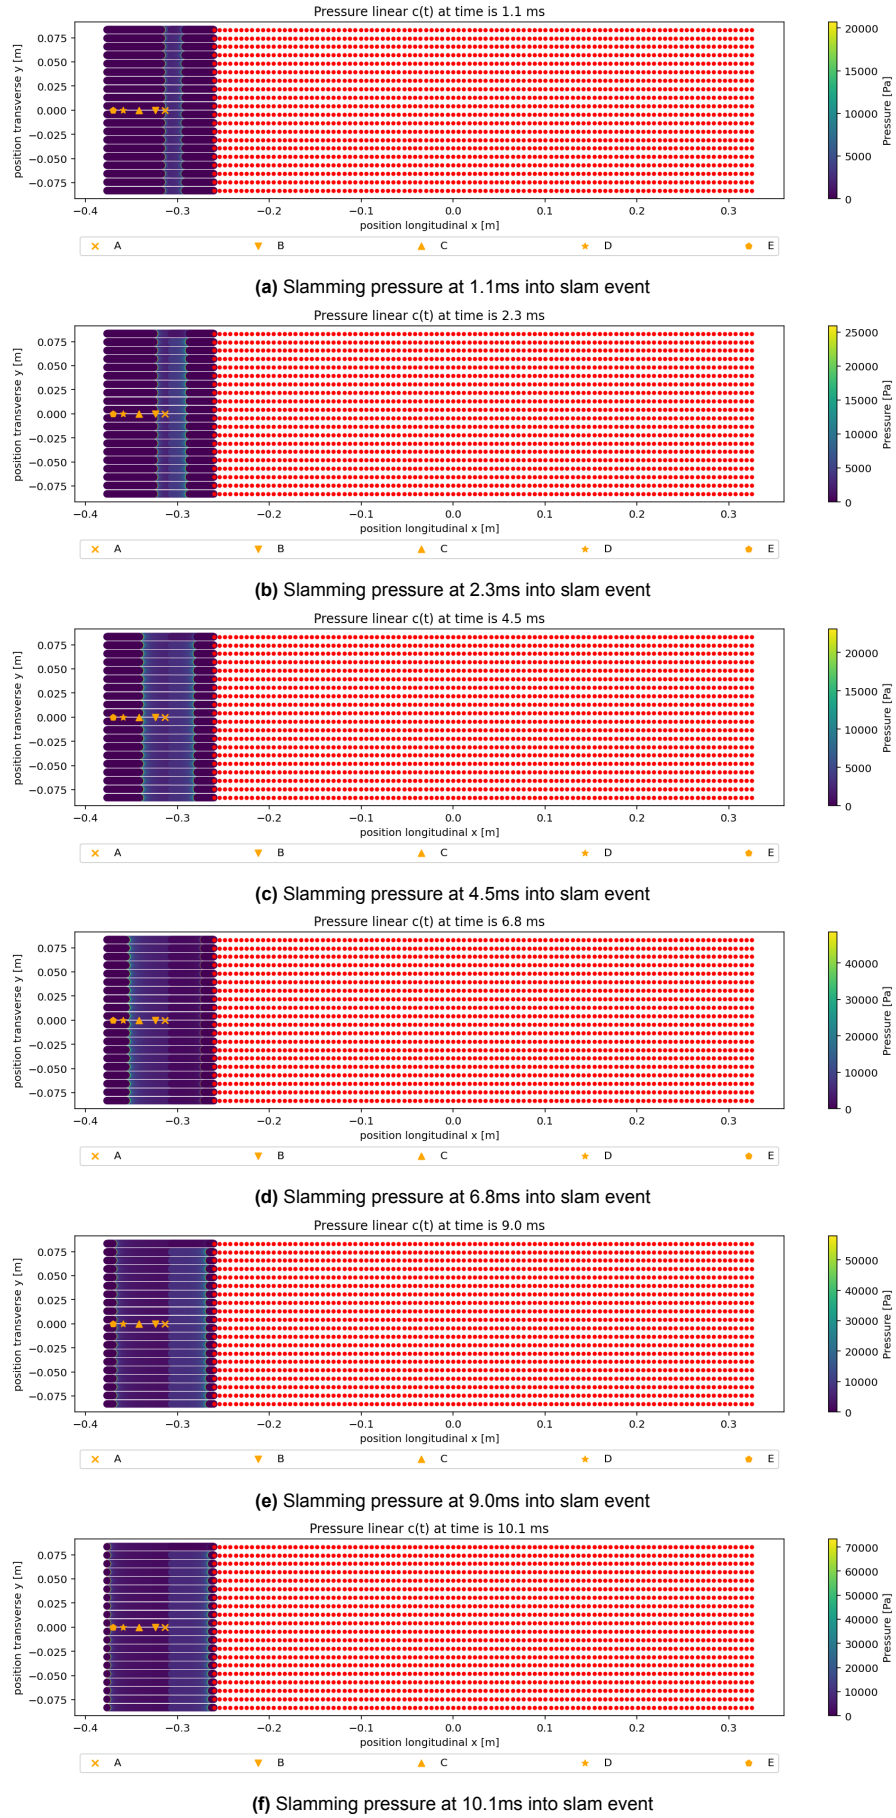 Pressure linear c(t) at time is 1.1 ms
position transverse y [m]
0.075
0.050
0.025
0.000
−0.025
−0.050
−0.075
−0.4 −0.3 −0.2 −0.1 0.0 0.1 0.2 0.3
position longitudinal x [m]
20000
15000
10000
5000
0
Pressure [Pa]
A B C D E
(a) Slamming pressure at 1.1ms into slam event
Pressure linear c(t) at time is 2.3 ms
position transverse y [m]
0.075
0.050
0.025
0.000
−0.025
−0.050
−0.075
−0.4 −0.3 −0.2 −0.1 0.0 0.1 0.2 0.3
position longitudinal x [m]
25000
20000
15000
10000
5000
0
Pressure [Pa]
A B C D E
(b) Slamming pressure at 2.3ms into slam event
Pressure linear c(t) at time is 4.5 ms
position transverse y [m]
0.075
0.050
0.025
0.000
−0.025
−0.050
−0.075
−0.4 −0.3 −0.2 −0.1 0.0 0.1 0.2 0.3
position longitudinal x [m]
20000
15000
10000
5000
0
Pressure [Pa]
A B C D E
(c) Slamming pressure at 4.5ms into slam event
Pressure linear c(t) at time is 6.8 ms
position transverse y [m]
0.075
0.050
0.025
0.000
−0.025
−0.050
−0.075
−0.4 −0.3 −0.2 −0.1 0.0 0.1 0.2 0.3
position longitudinal x [m]
40000
30000
20000
10000
0
Pressure [Pa]
A B C D E
(d) Slamming pressure at 6.8ms into slam event
Pressure linear c(t) at time is 9.0 ms
position transverse y [m]
0.075
0.050
0.025
0.000
−0.025
−0.050
−0.075
−0.4 −0.3 −0.2 −0.1 0.0 0.1 0.2 0.3
position longitudinal x [m]
50000
40000
30000
20000
10000
0
Pressure [Pa]
A B C D E
(e) Slamming pressure at 9.0ms into slam event
Pressure linear c(t) at time is 10.1 ms
position transverse y [m]
0.075
0.050
0.025
0.000
−0.025
−0.050
−0.075
−0.4 −0.3 −0.2 −0.1 0.0 0.1 0.2 0.3
position longitudinal x [m]
70000
60000
50000
40000
30000
20000
10000
0
Pressure [Pa]
A B C D E
(f) Slamming pressure at 10.1ms into slam event